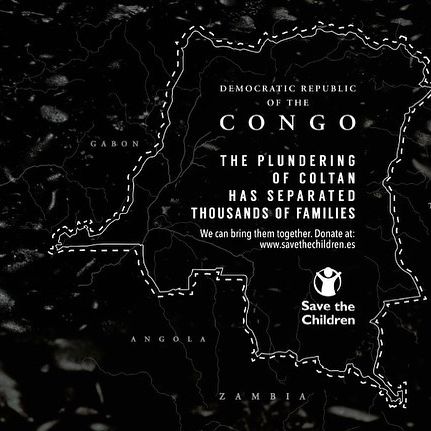 DEMOCRATIC REPUBLIC
OF THE
CONGO
GABON
THE PLUNDERING
OF COLTAN
HAS SEPARATED
THOUSANDS OF FAMILIES
We can bring them together. Donate at:
www.savethechildren.es
Save the
Children
ANGOLA
ZAMBIA